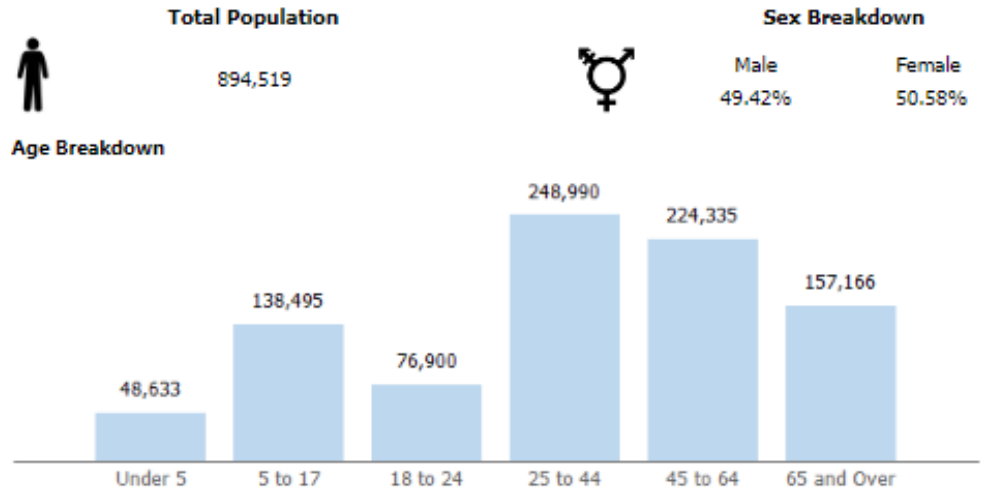 Total Population
Sex Breakdown
894,519
Male
Female
49.42%
50.58%
Age Breakdown
248,990
224,335
157,166
138,495
76,900
48,633
Under 5
5 to 17
18 to 24
25 to 44
45 to 64
65 and Over